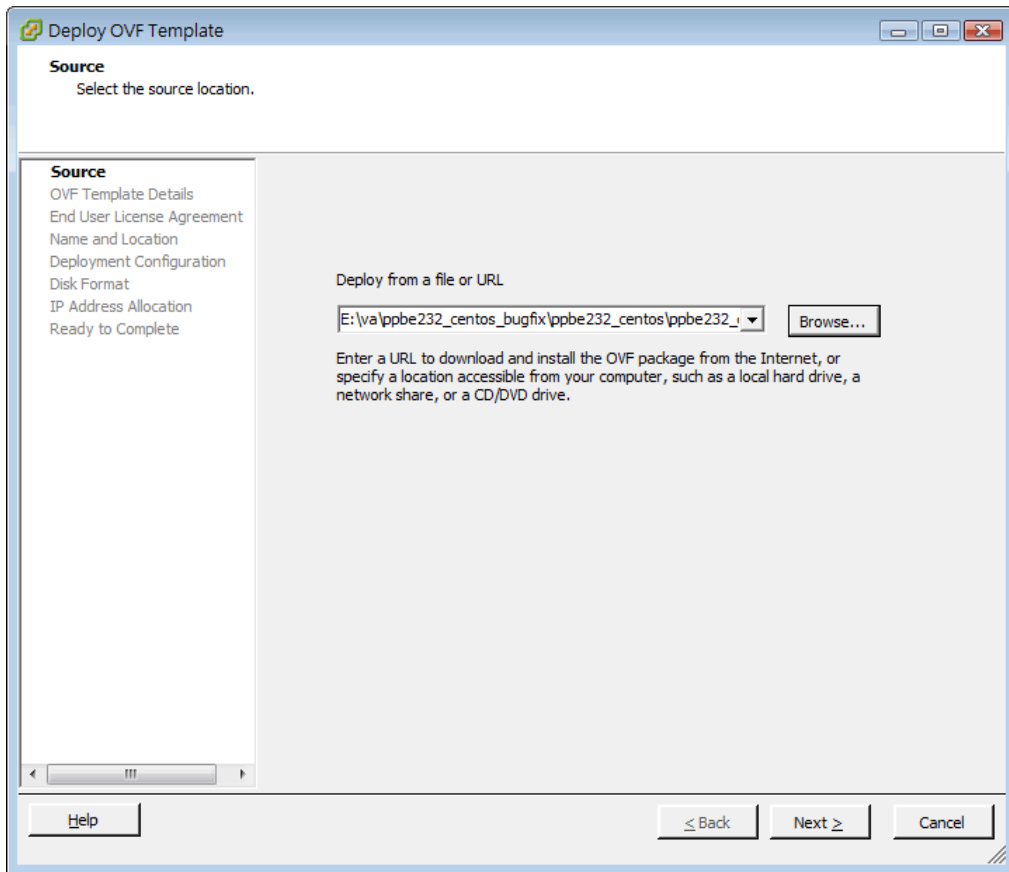 Deploy OVF Template
Source
Select the source location.
Source
OVF Template Details
End User License Agreement
Name and Location
Deployment Configuration
Disk Format
IP Address Allocation
Ready to Complete
Deploy from a file or URL
E:\va\ppbe232_centos_bugfix\ppbe232_centos\ppbe232_
Browse...
Enter a URL to download and install the OVF package from the Internet, or
specify a location accessible from your computer, such as a local hard drive, a
network share, or a CD/DVD drive.
Help
< Back
Next >
Cancel